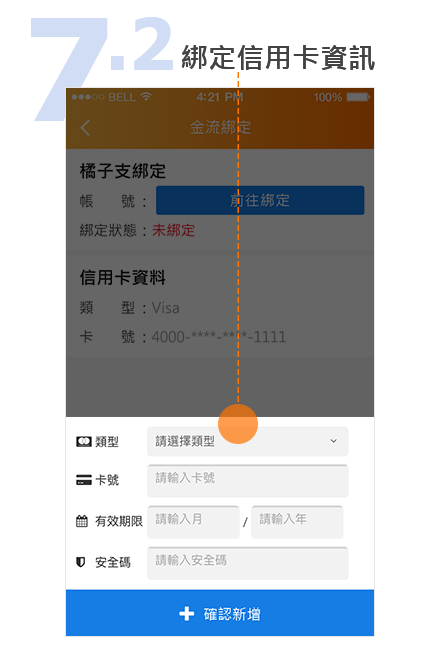 7.2 綁定信用卡資訊
BELL 4:21 PM 100%
金流綁定
橘子支綁定
帳 號： 前往綁定
綁定狀態：未綁定
信用卡資料
類 型：Visa
卡 號：4000-****-****-1111
類型 請選擇類型
卡號 請輸入卡號
有效期限 請輸入月 / 請輸入年
安全碼 請輸入安全碼
確認新增